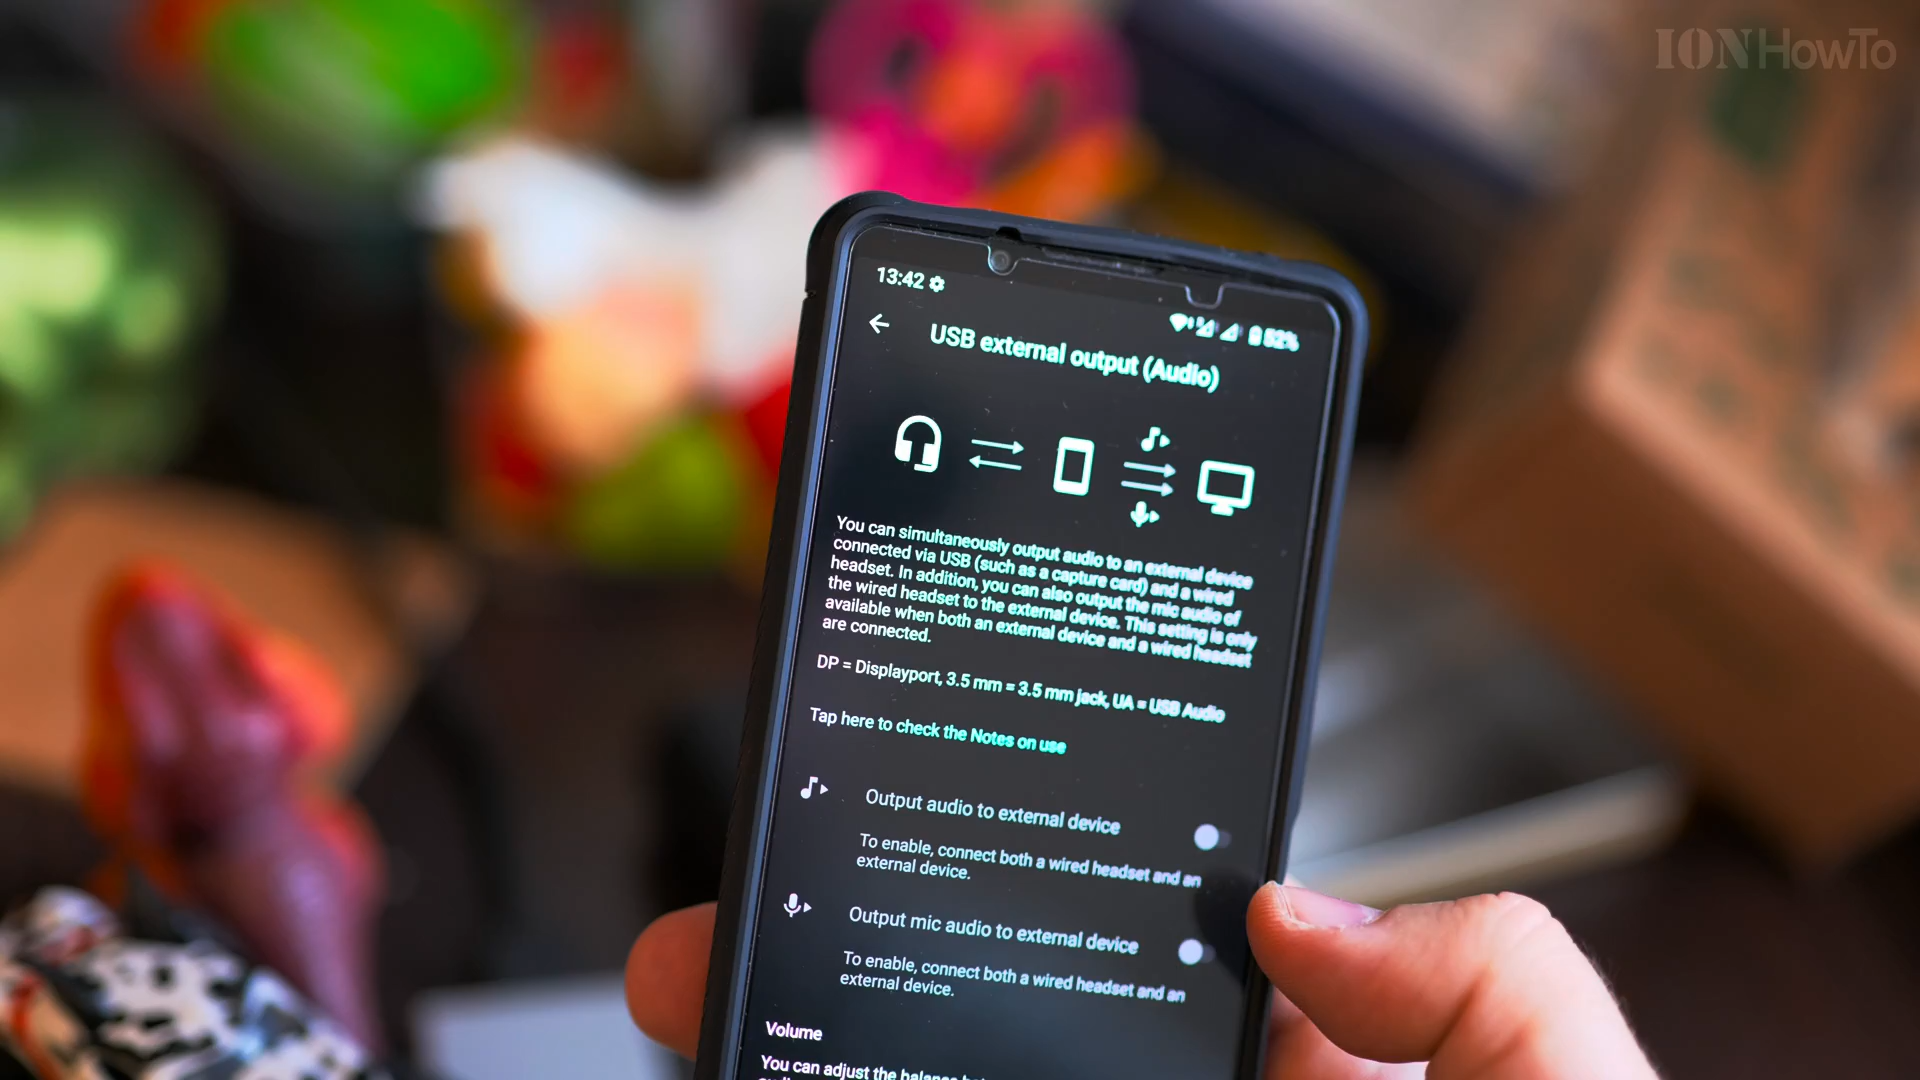 IONHowTo
13:42
52%
USB external output (Audio)
You can simultaneously output audio to an external device
connected via USB (such as a capture card) and a wired
headset. In addition, you can also output the mic audio of
the wired headset to the external device. This setting is only
available when both an external device and a wired headset
are connected.
DP = Displayport, 3.5 mm = 3.5 mm jack, UA = USB Audio
Tap here to check the Notes on use
Output audio to external device
To enable, connect both a wired headset and an
external device.
Output mic audio to external device
To enable, connect both a wired headset and an
external device.
Volume
You can adjust the balance